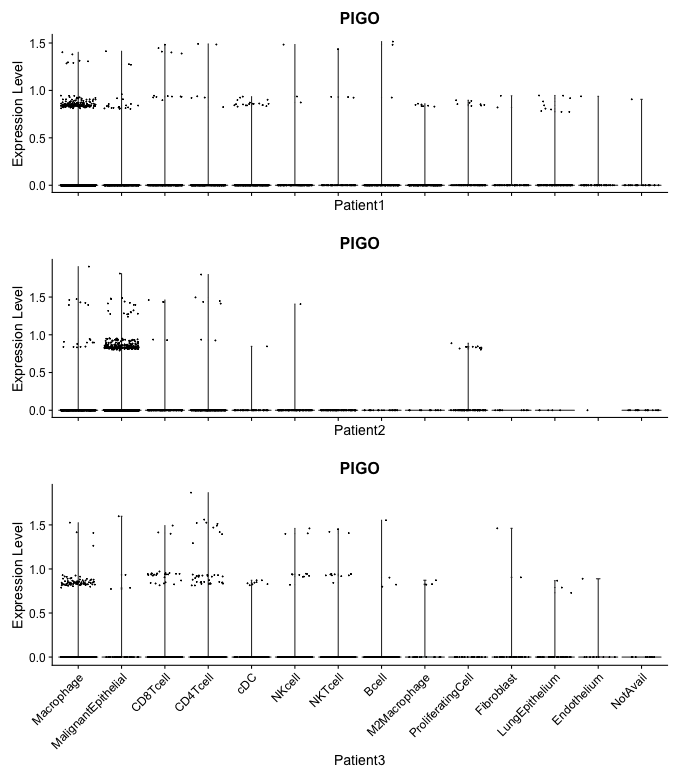 PIGO
Expression Level
1.5
1.0
0.5
0.0
Patient1
PIGO
Expression Level
1.5
1.0
0.5
0.0
Patient2
PIGO
Expression Level
1.5
1.0
0.5
0.0
Macrophage
MalignantEpithelial
CD8Tcell
CD4Tcell
cDC
NKcell
NKTcell
Bcell
M2Macrophage
ProliferatingCell
Fibroblast
LungEpithelium
Endothelium
NotAvail
Patient3